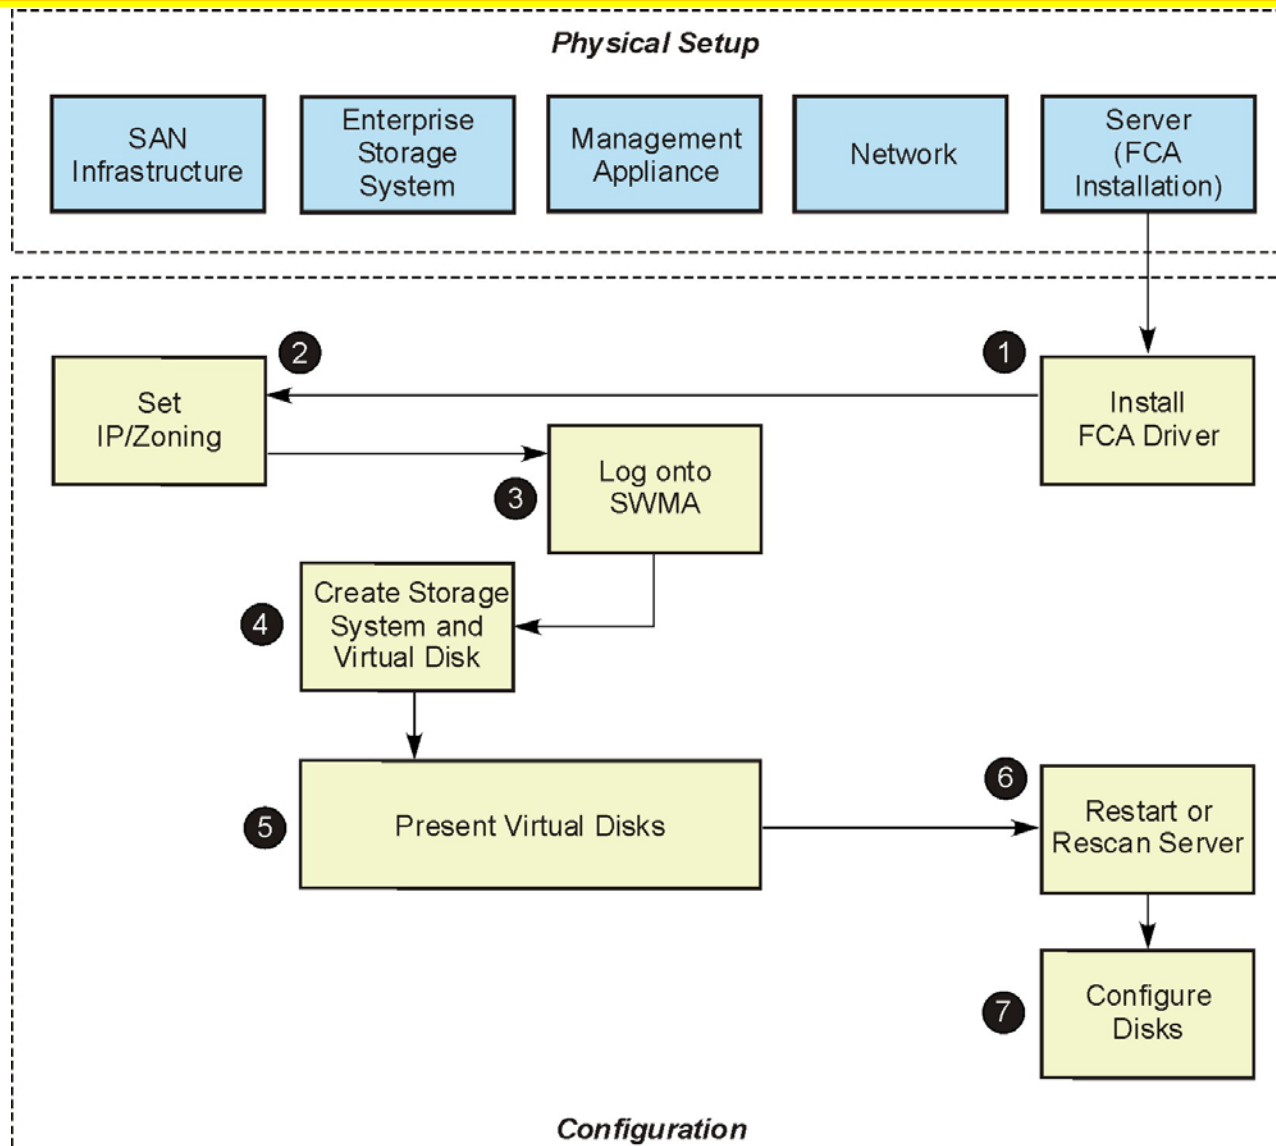 Physical Setup
SAN
Infrastructure
Enterprise
Storage
System
Management
Appliance
Network
Server
(FCA
Installation)
1
Install
FCA Driver
2
Set
IP/Zoning
3
Log onto
SWMA
4
Create Storage
System and
Virtual Disk
5
Present Virtual Disks
6
Restart or
Rescan Server
7
Configure
Disks
Configuration